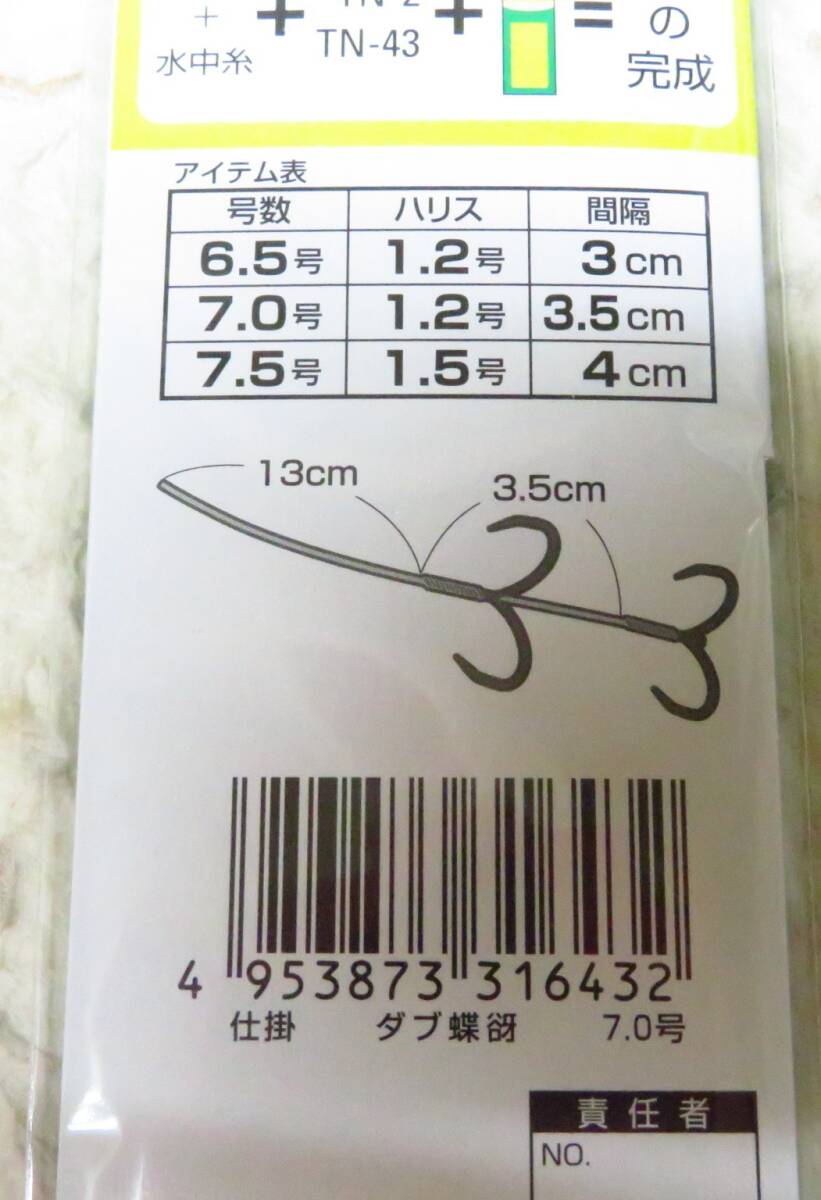 + + + = の
水中糸 TN-43 完成
アイテム表
号数 ハリス 間隔
6.5号 1.2号 3cm
7.0号 1.2号 3.5cm
7.5号 1.5号 4cm
13cm 3.5cm
4 953873 316432
仕掛 ダブ蝶谺 7.0号
責任者
NO.